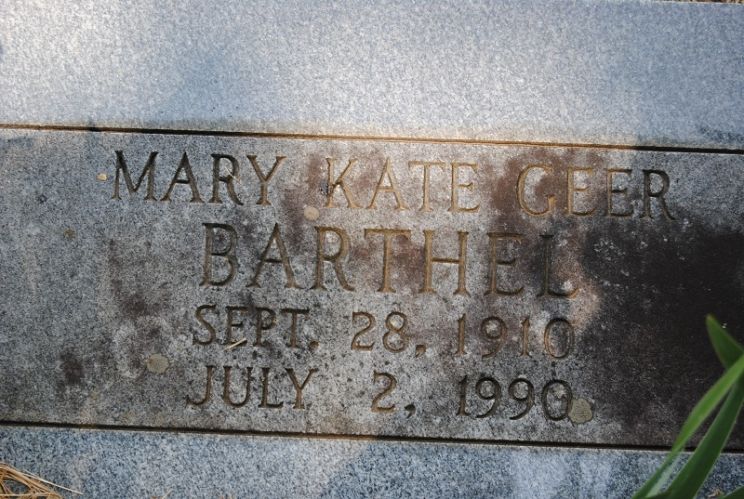 MARY KATE GEER
BARTHEL
SEPT. 28, 1910
JULY 2, 1990